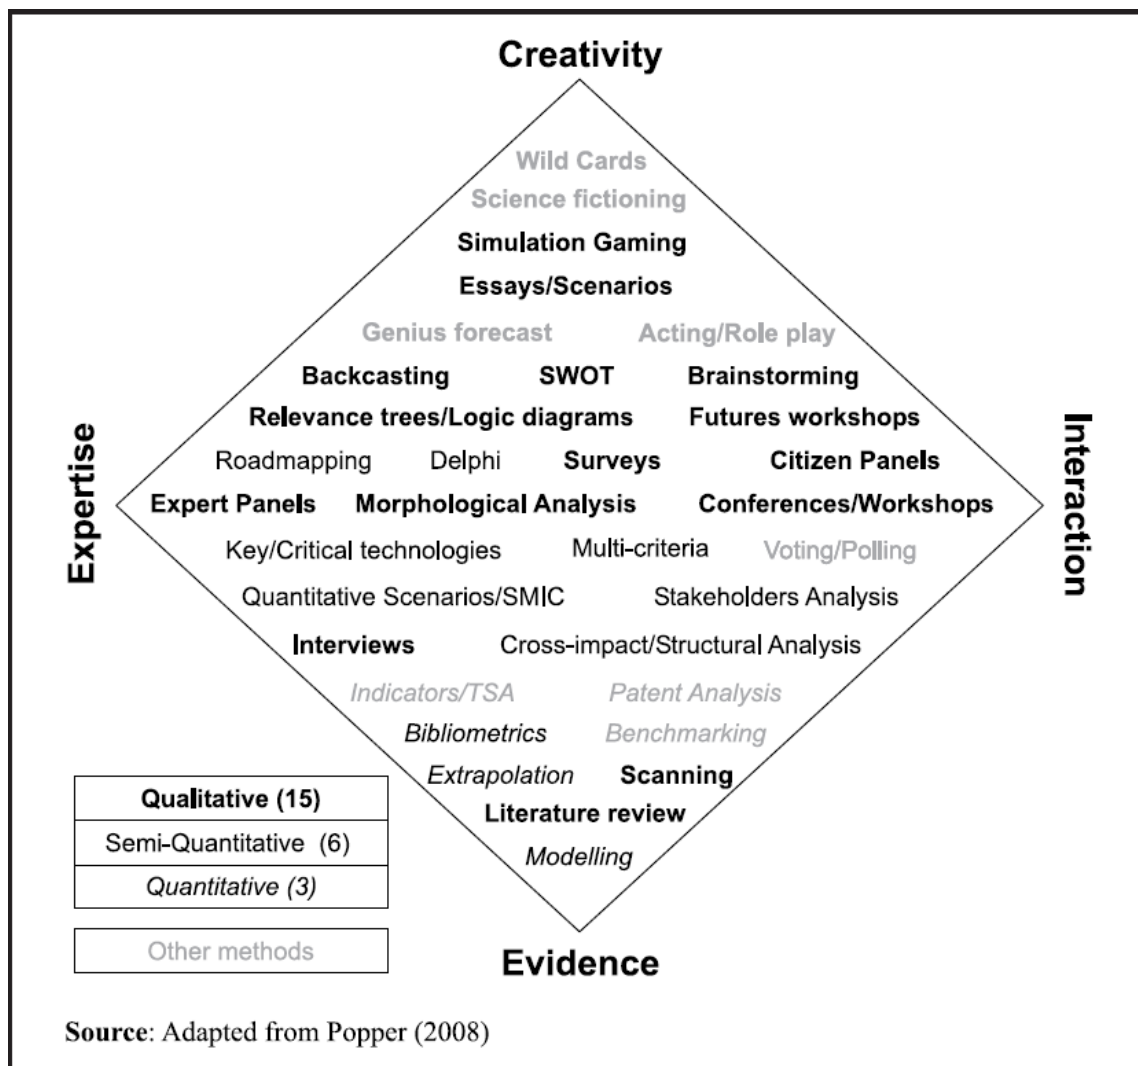 Creativity
Wild Cards
Science fictioning
Simulation Gaming
Essays/Scenarios
Genius forecast Acting/Role play
Backcasting SWOT Brainstorming
Relevance trees/Logic diagrams Futures workshops
Roadmapping Delphi Surveys Citizen Panels
Expert Panels Morphological Analysis Conferences/Workshops
Key/Critical technologies Multi-criteria Voting/Polling
Quantitative Scenarios/SMIC Stakeholders Analysis
Interviews Cross-impact/Structural Analysis
Indicators/TSA Patent Analysis
Bibliometrics Benchmarking
Extrapolation Scanning
Literature review
Modelling
Expertise
Interaction
Evidence
Qualitative (15)
Semi-Quantitative (6)
Quantitative (3)
Other methods
Source: Adapted from Popper (2008)